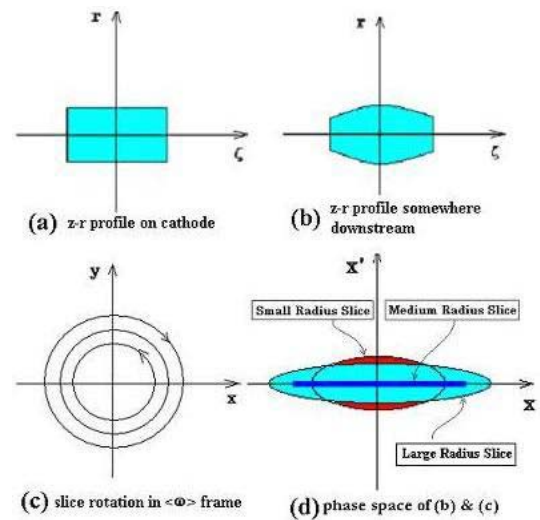 r
ζ
(a) z-r profile on cathode
r
ζ
(b) z-r profile somewhere
downstream
y
x
(c) slice rotation in <ω> frame
X'
Small Radius Slice
Medium Radius Slice
X
Large Radius Slice
(d) phase space of (b) & (c)